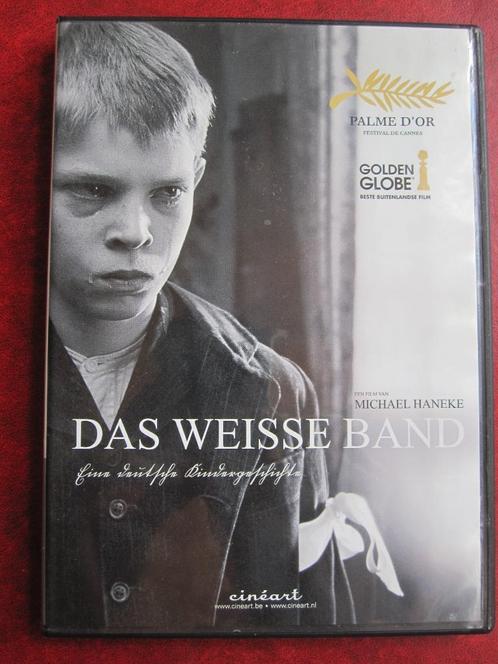 PALME D'OR
FESTIVAL DE CANNES
GOLDEN
GLOBE
BESTE BUITENLANDSE FILM
EEN FILM VAN
MICHAEL HANEKE
DAS WEISSE BAND
Eine deutsche Kindergeschichte
cinéart
www.cineart.be • www.cineart.nl